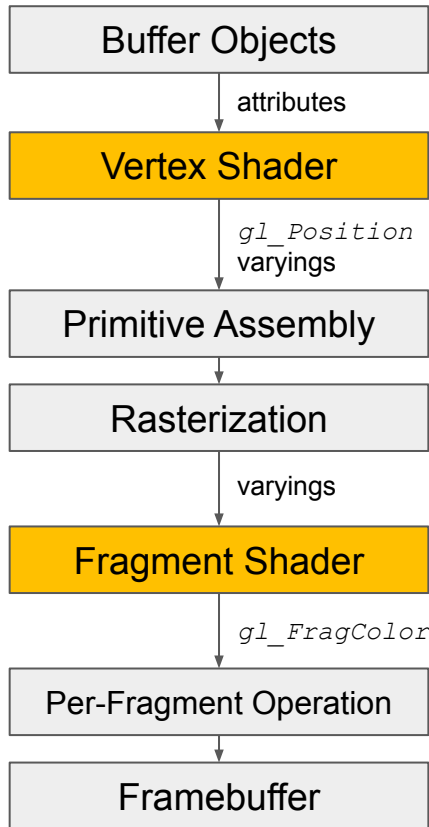 Buffer Objects
attributes
Vertex Shader
gl_Position
varyings
Primitive Assembly
Rasterization
varyings
Fragment Shader
gl_FragColor
Per-Fragment Operation
Framebuffer